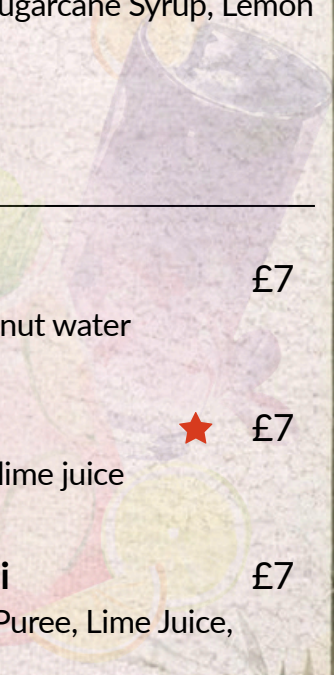 ugarcane Syrup, Lemon
£7
nut water
£7
lime juice
i £7
Puree, Lime Juice,